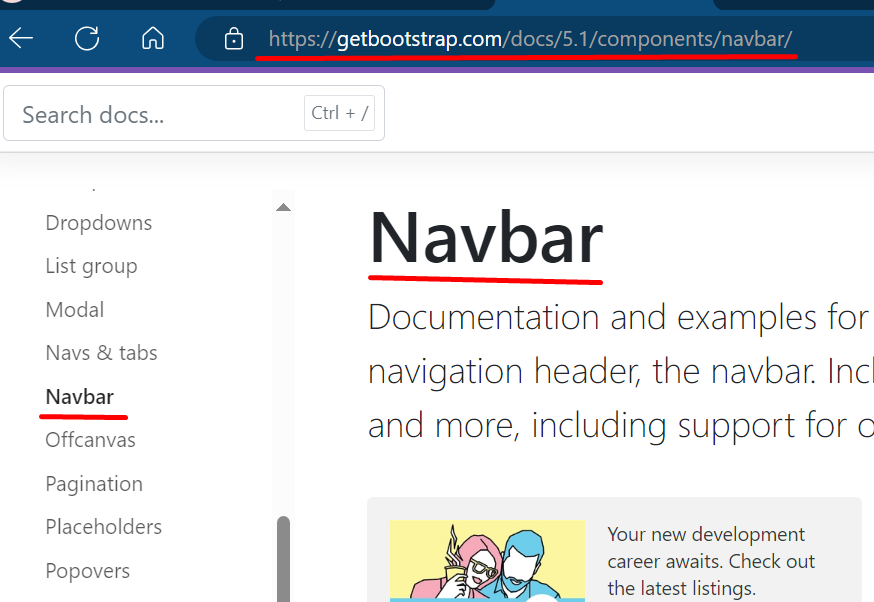 https://getbootstrap.com/docs/5.1/components/navbar/
Search docs...
Ctrl + /
Dropdowns
List group
Modal
Navs & tabs
Navbar
Offcanvas
Pagination
Placeholders
Popovers
Navbar
Documentation and examples for
navigation header, the navbar.
and more, including support for
Your new development
career awaits. Check out
the latest listings.